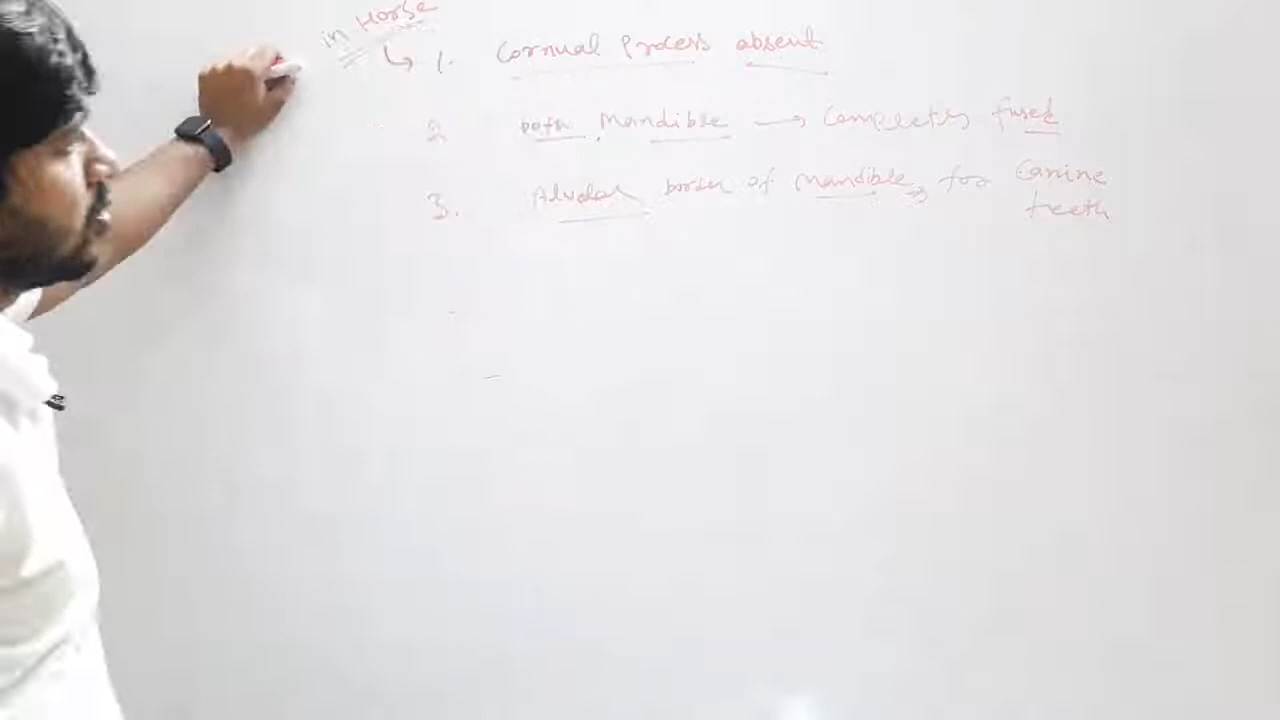 in Horse
↳ 1. Cornual Process absent
2 both, Mandible → Completely fused
3. Alveolar border of Mandible, → for Canine
teeth